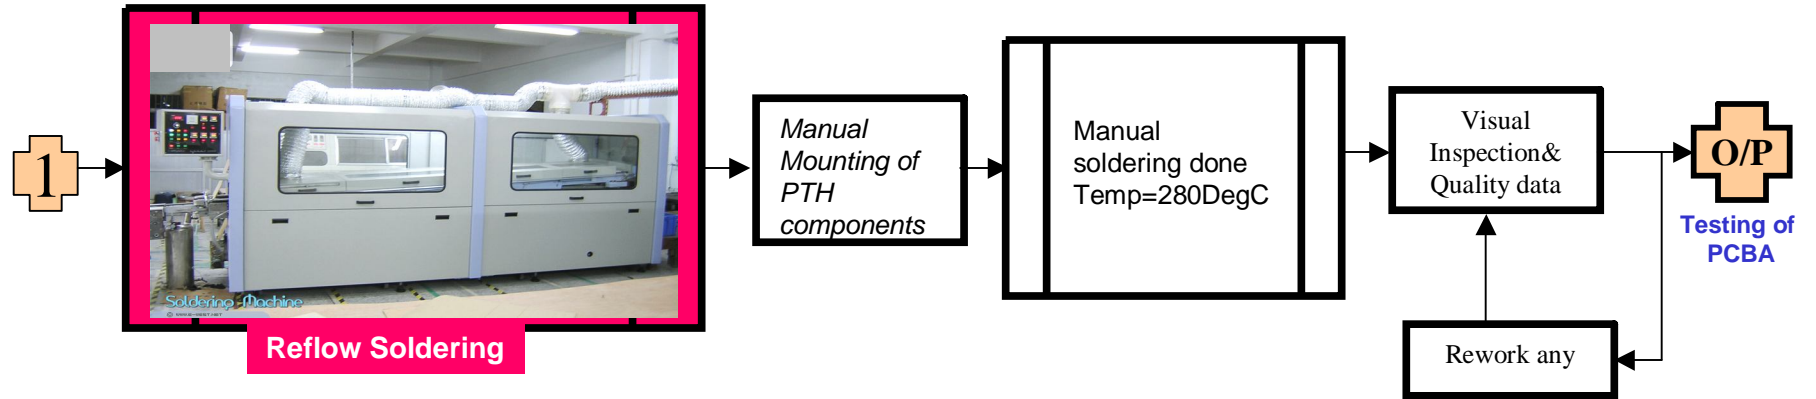 1
Soldering Machine
Reflow Soldering
Manual
Mounting of
PTH
components
Manual
soldering done
Temp=280DegC
Visual
Inspection&
Quality data
Rework any
O/P
Testing of
PCBA